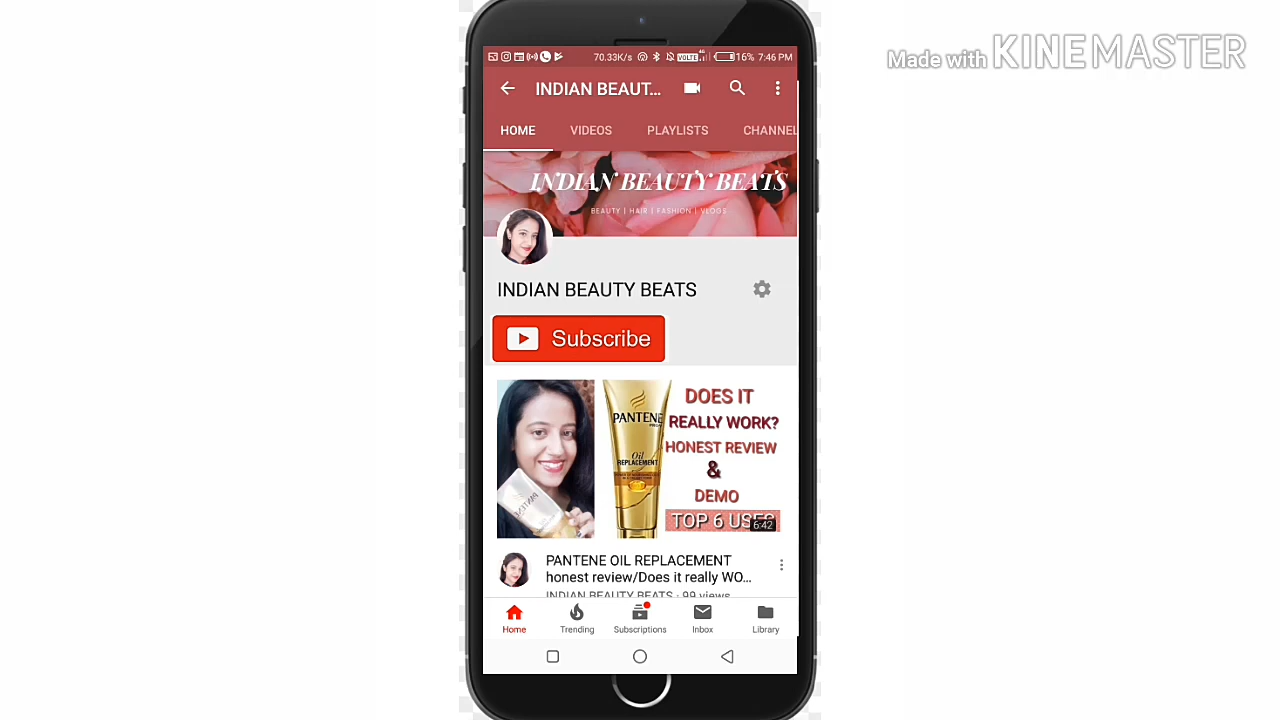 Made with KINEMASTER
70.33K/s VOLTE 4G 16% 7:46 PM
INDIAN BEAUT...
HOME VIDEOS PLAYLISTS CHANNEL
INDIAN BEAUTY BEATS
BEAUTY | HAIR | FASHION | VLOGS
INDIAN BEAUTY BEATS
Subscribe
PANTENE
Oil
REPLACEMENT
PANTENE
DOES IT
REALLY WORK?
HONEST REVIEW
&
DEMO
TOP 6 USES
6:42
PANTENE OIL REPLACEMENT
honest review/Does it really WO...
INDIAN BEAUTY BEATS · 99 views
Home Trending Subscriptions Inbox Library